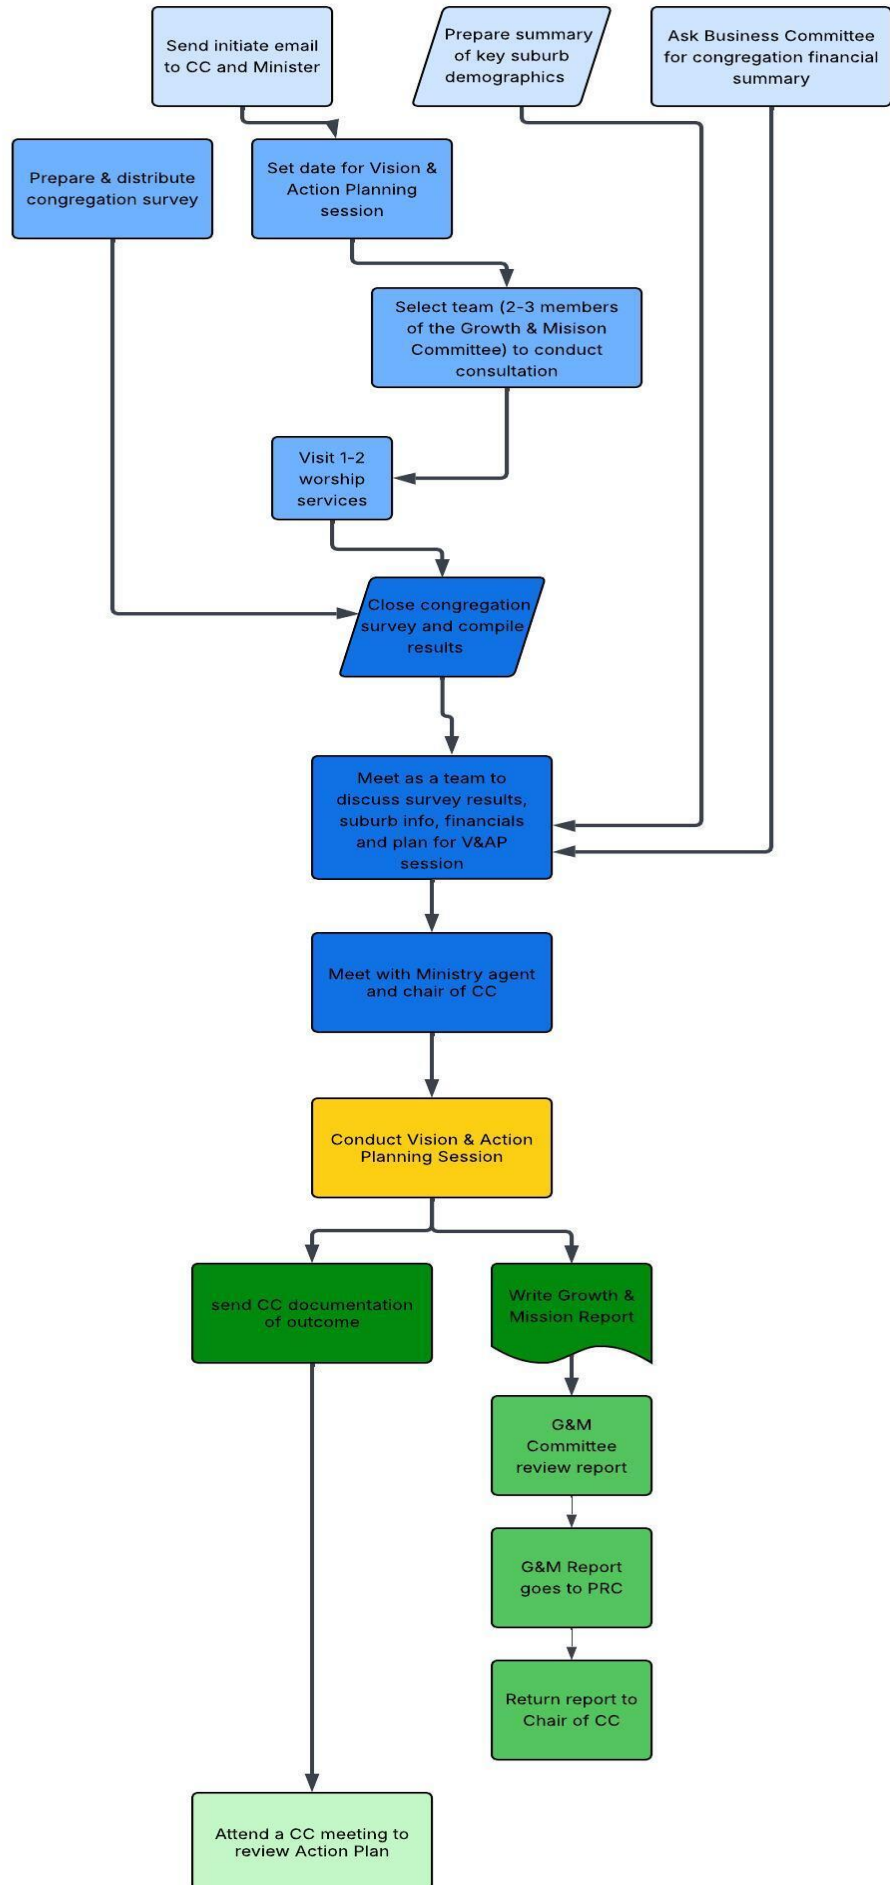 Send initiate email
to CC and Minister
Prepare summary
of key suburb
demographics
Ask Business Committee
for congregation financial
summary
Prepare & distribute
congregation survey
Set date for Vision &
Action Planning
session
Select team (2-3 members
of the Growth & Misison
Committee) to conduct
consultation
Visit 1-2
worship
services
Close congregation
survey and compile
results
Meet as a team to
discuss survey results,
suburb info, financials
and plan for V&AP
session
Meet with Ministry agent
and chair of CC
Conduct Vision & Action
Planning Session
send CC documentation
of outcome
Write Growth &
Mission Report
G&M
Committee
review report
G&M Report
goes to PRC
Return report to
Chair of CC
Attend a CC meeting to
review Action Plan